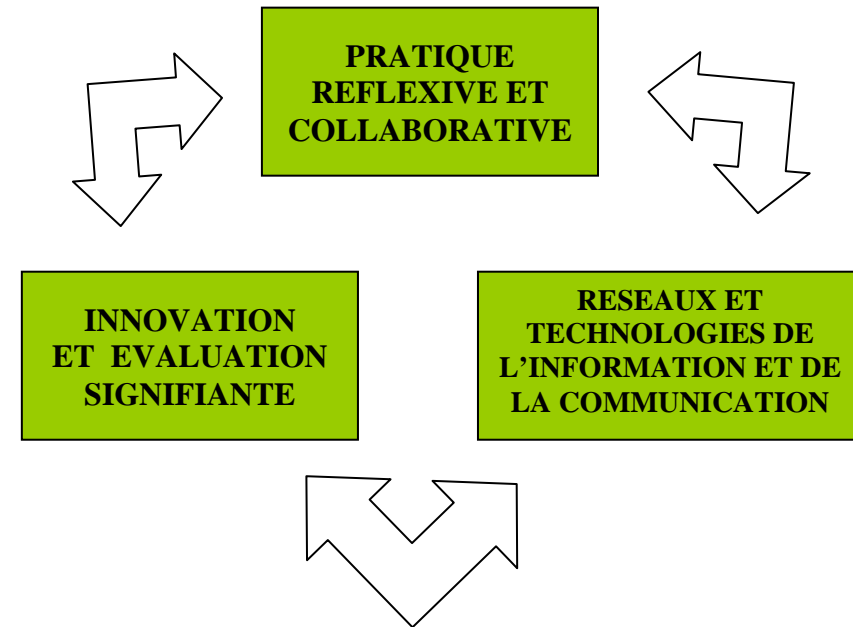 PRATIQUE
REFLEXIVE ET
COLLABORATIVE
INNOVATION
ET EVALUATION
SIGNIFIANTE
RESEAUX ET
TECHNOLOGIES DE
L’INFORMATION ET DE
LA COMMUNICATION